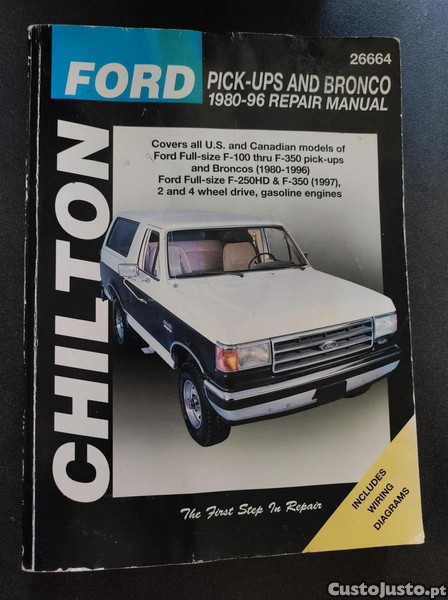 26664
FORD
PICK-UPS AND BRONCO
1980-96 REPAIR MANUAL
Covers all U.S. and Canadian models of
Ford Full-size F-100 thru F-350 pick-ups
and Broncos (1980-1996)
Ford Full-size F-250HD & F-350 (1997),
2 and 4 wheel drive, gasoline engines
CHILTON
Ford
The First Step In Repair
INCLUDES
WIRING
DIAGRAMS
CustoJusto.pt